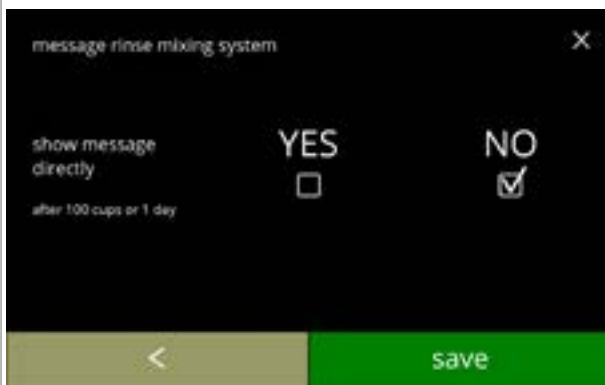 message rinse mixing system
×
show message
directly
YES
NO
after 100 cups or 1 day
<
save